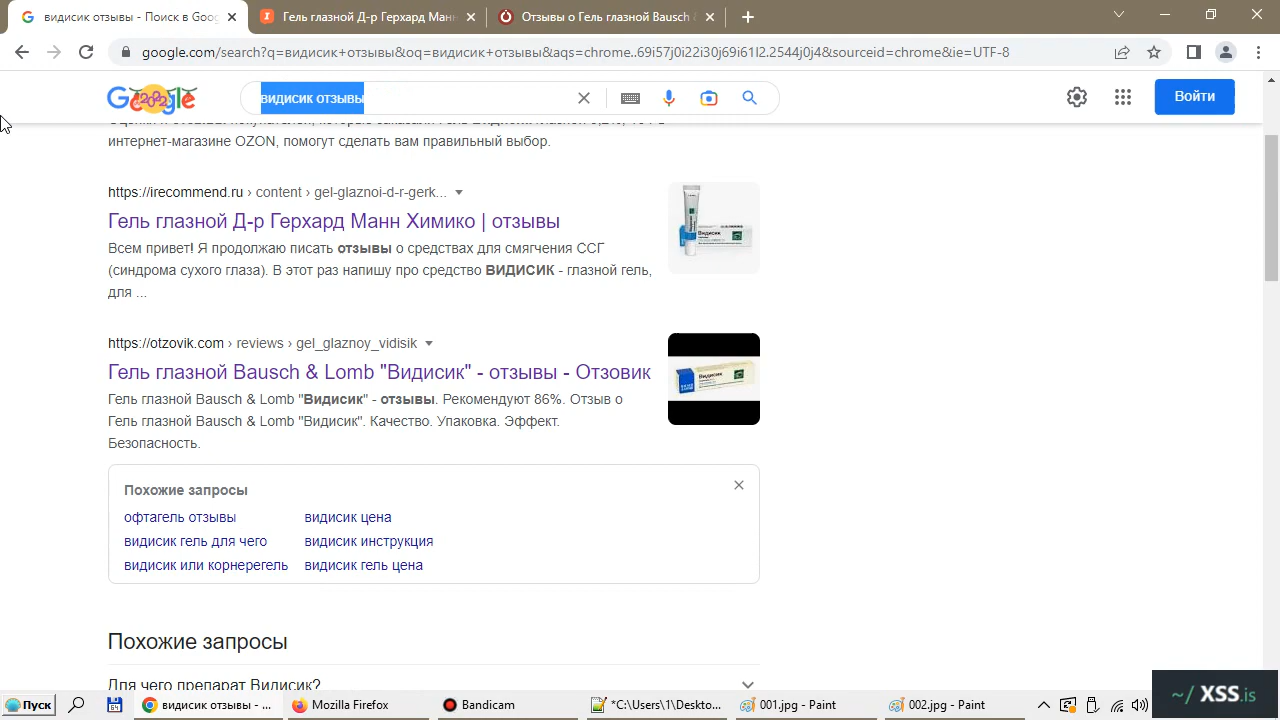 видисик отзывы - Поиск в Goog
Гель глазной Д-р Герхард Манн
Отзывы о Гель глазной Bausch &
google.com/search?q=видисик+отзывы&oq=видисик+отзывы&aqs=chrome..69i57j0i22i30j69i61l2.2544j0j4&sourceid=chrome&ie=UTF-8
Google
2022
видисик отзывы
Войти
интернет-магазине OZON, помогут сделать вам правильный выбор.
https://irecommend.ru › content › gel-glaznoi-d-r-gerk...
Гель глазной Д-р Герхард Манн Химико | отзывы
Всем привет! Я продолжаю писать отзывы о средствах для смягчения ССГ
(синдрома сухого глаза). В этот раз напишу про средство ВИДИСИК - глазной гель,
для ...
Видисик
https://otzovik.com › reviews › gel_glaznoy_vidisik
Гель глазной Bausch & Lomb "Видисик" - отзывы - Отзовик
Гель глазной Bausch & Lomb "Видисик" - отзывы. Рекомендуют 86%. Отзыв о
Гель глазной Bausch & Lomb "Видисик". Качество. Упаковка. Эффект.
Безопасность.
Видисик
Похожие запросы
офтагель отзывы
видисик цена
видисик гель для чего
видисик инструкция
видисик или корнерегель
видисик гель цена
Похожие запросы
Для чего препарат Видисик?
Пуск
видисик отзывы - ...
Mozilla Firefox
Bandicam
*C:\Users\1\Deskto...
001.jpg - Paint
002.jpg - Paint
~/ XSS.is